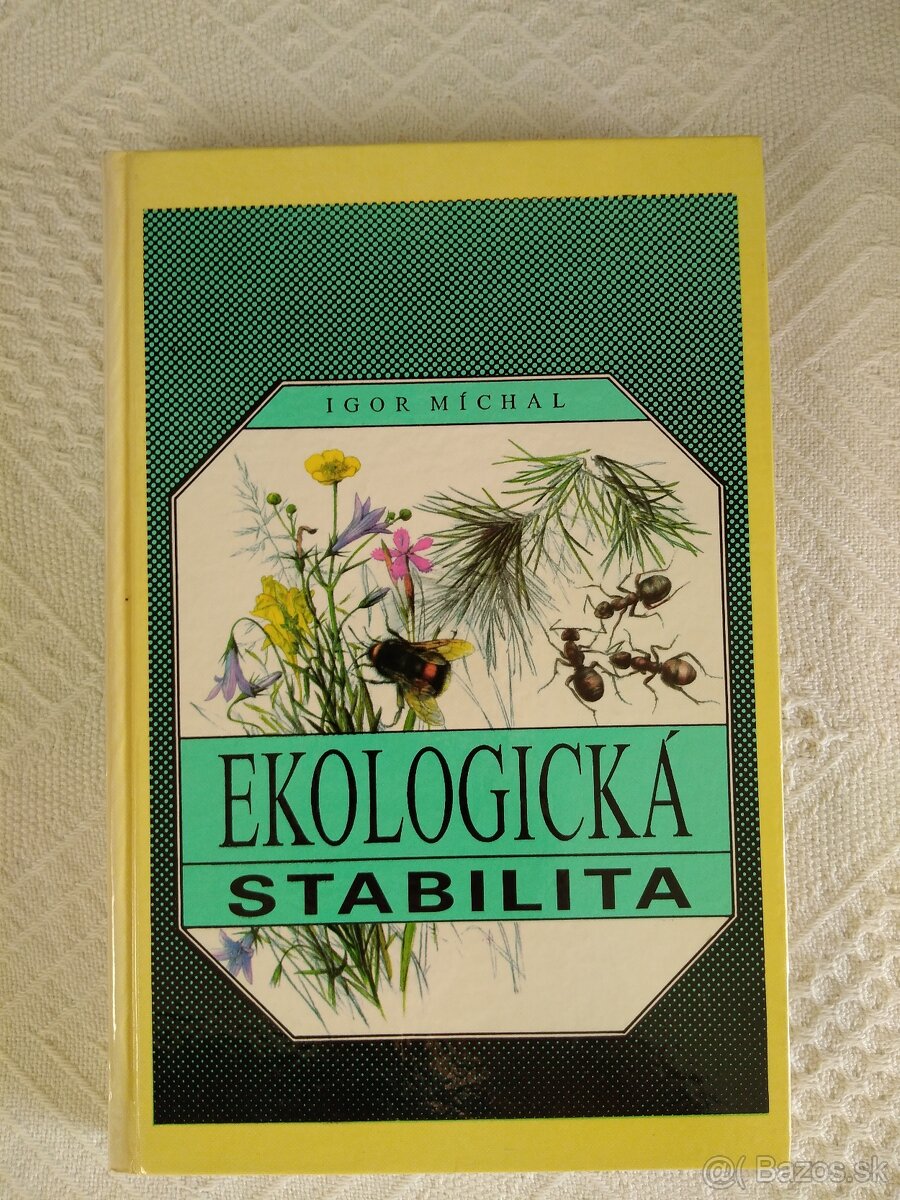 IGOR MÍCHAL
EKOLOGICKÁ
STABILITA
@( Bazos.sk